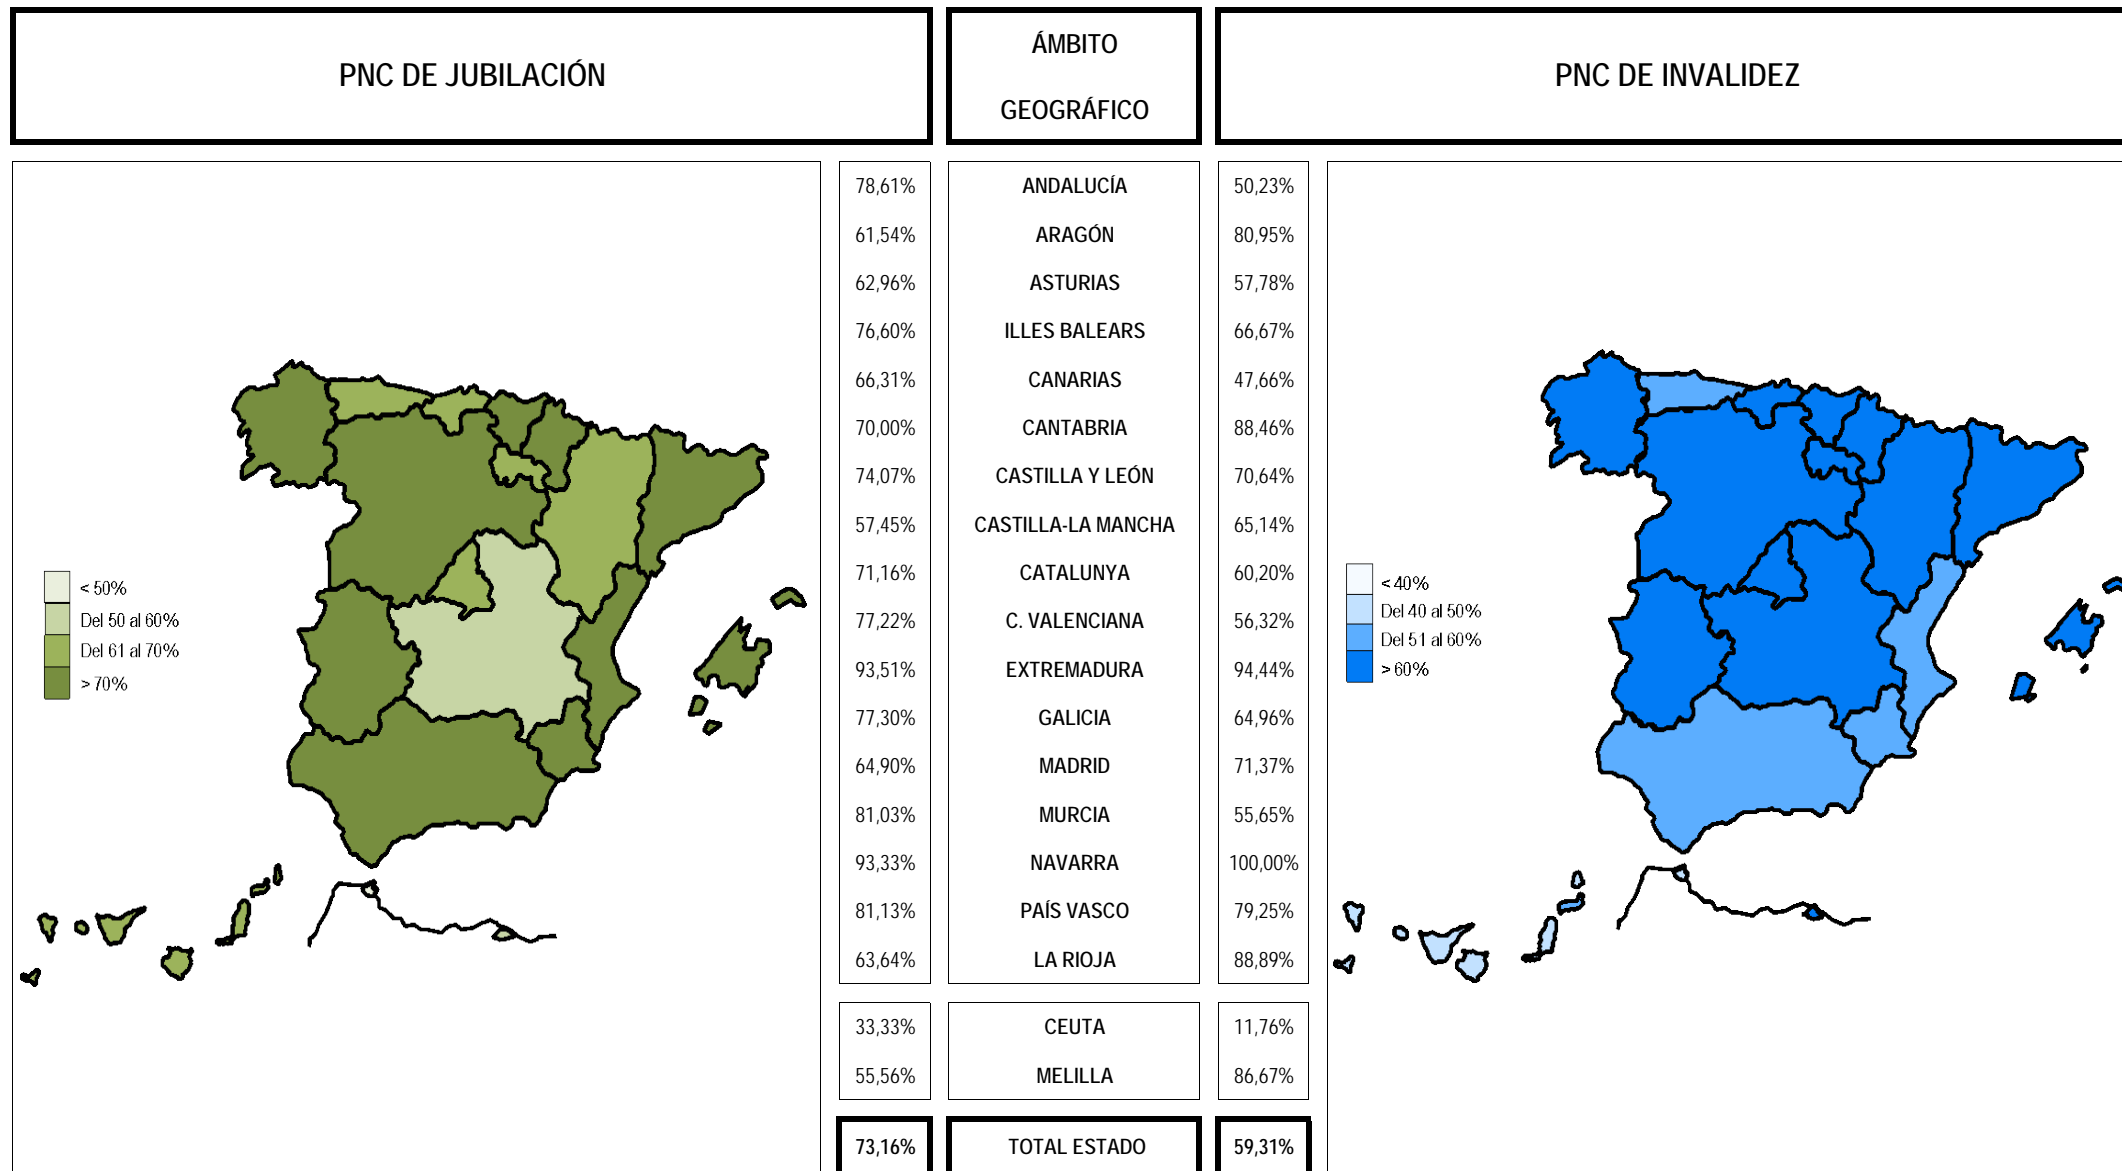 PNC DE JUBILACIÓN
ÁMBITO
GEOGRÁFICO
PNC DE INVALIDEZ
78,61% ANDALUCÍA 50,23%
61,54% ARAGÓN 80,95%
62,96% ASTURIAS 57,78%
76,60% ILLES BALEARS 66,67%
66,31% CANARIAS 47,66%
70,00% CANTABRIA 88,46%
74,07% CASTILLA Y LEÓN 70,64%
57,45% CASTILLA-LA MANCHA 65,14%
71,16% CATALUNYA 60,20%
77,22% C. VALENCIANA 56,32%
93,51% EXTREMADURA 94,44%
77,30% GALICIA 64,96%
64,90% MADRID 71,37%
81,03% MURCIA 55,65%
93,33% NAVARRA 100,00%
81,13% PAÍS VASCO 79,25%
63,64% LA RIOJA 88,89%
33,33% CEUTA 11,76%
55,56% MELILLA 86,67%
73,16% TOTAL ESTADO 59,31%
< 50%
Del 50 al 60%
Del 61 al 70%
> 70%
< 40%
Del 40 al 50%
Del 51 al 60%
> 60%